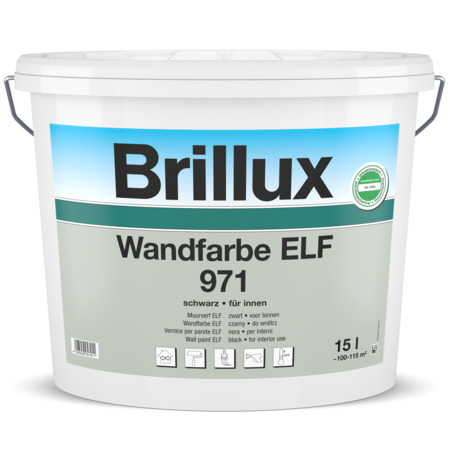 Brillux
Wandfarbe ELF
971
schwarz • für innen
Muurverf ELF zwart • voor binnen
Wandfarbe ELF czarny • do wnętrz
Vernice per parete ELF nera • per interni
Wall paint ELF black • for interior use
15 l
~100-115 m²